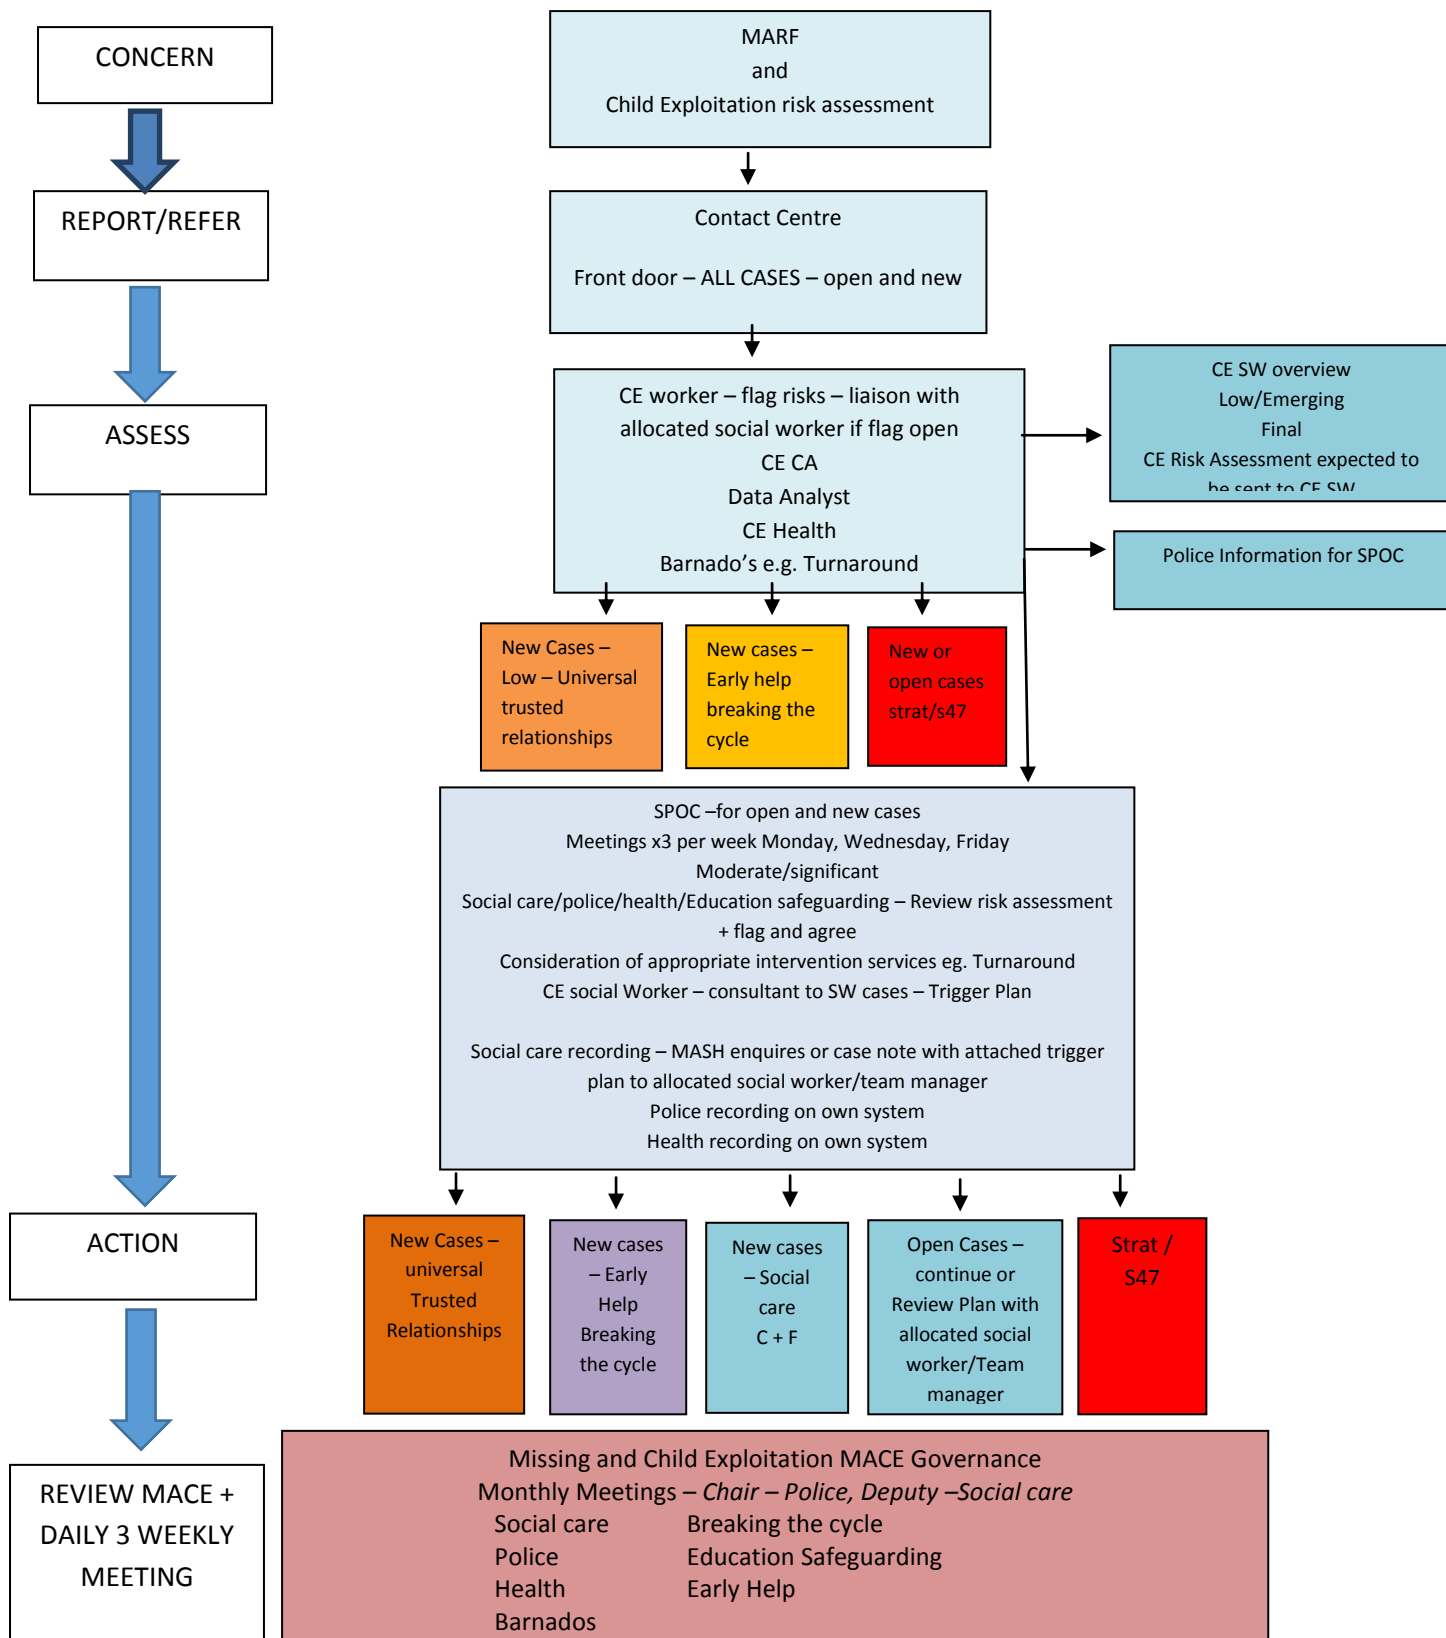 CONCERN
REPORT/REFER
ASSESS
ACTION
REVIEW MACE +
DAILY 3 WEEKLY
MEETING
MARF
and
Child Exploitation risk assessment
Contact Centre
Front door – ALL CASES – open and new
CE worker – flag risks – liaison with
allocated social worker if flag open
CE CA
Data Analyst
CE Health
Barnado’s e.g. Turnaround
CE SW overview
Low/Emerging
Final
CE Risk Assessment expected to
be sent to CE SW
Police Information for SPOC
New Cases –
Low – Universal
trusted
relationships
New cases –
Early help
breaking the
cycle
New or
open cases
strat/s47
SPOC –for open and new cases
Meetings x3 per week Monday, Wednesday, Friday
Moderate/significant
Social care/police/health/Education safeguarding – Review risk assessment
+ flag and agree
Consideration of appropriate intervention services eg. Turnaround
CE social Worker – consultant to SW cases – Trigger Plan
Social care recording – MASH enquires or case note with attached trigger
plan to allocated social worker/team manager
Police recording on own system
Health recording on own system
New Cases –
universal
Trusted
Relationships
New cases
– Early
Help
Breaking
the cycle
New cases
– Social
care
C + F
Open Cases –
continue or
Review Plan with
allocated social
worker/Team
manager
Strat /
S47
Missing and Child Exploitation MACE Governance
Monthly Meetings – Chair – Police, Deputy –Social care
Social care Breaking the cycle
Police Education Safeguarding
Health Early Help
Barnados